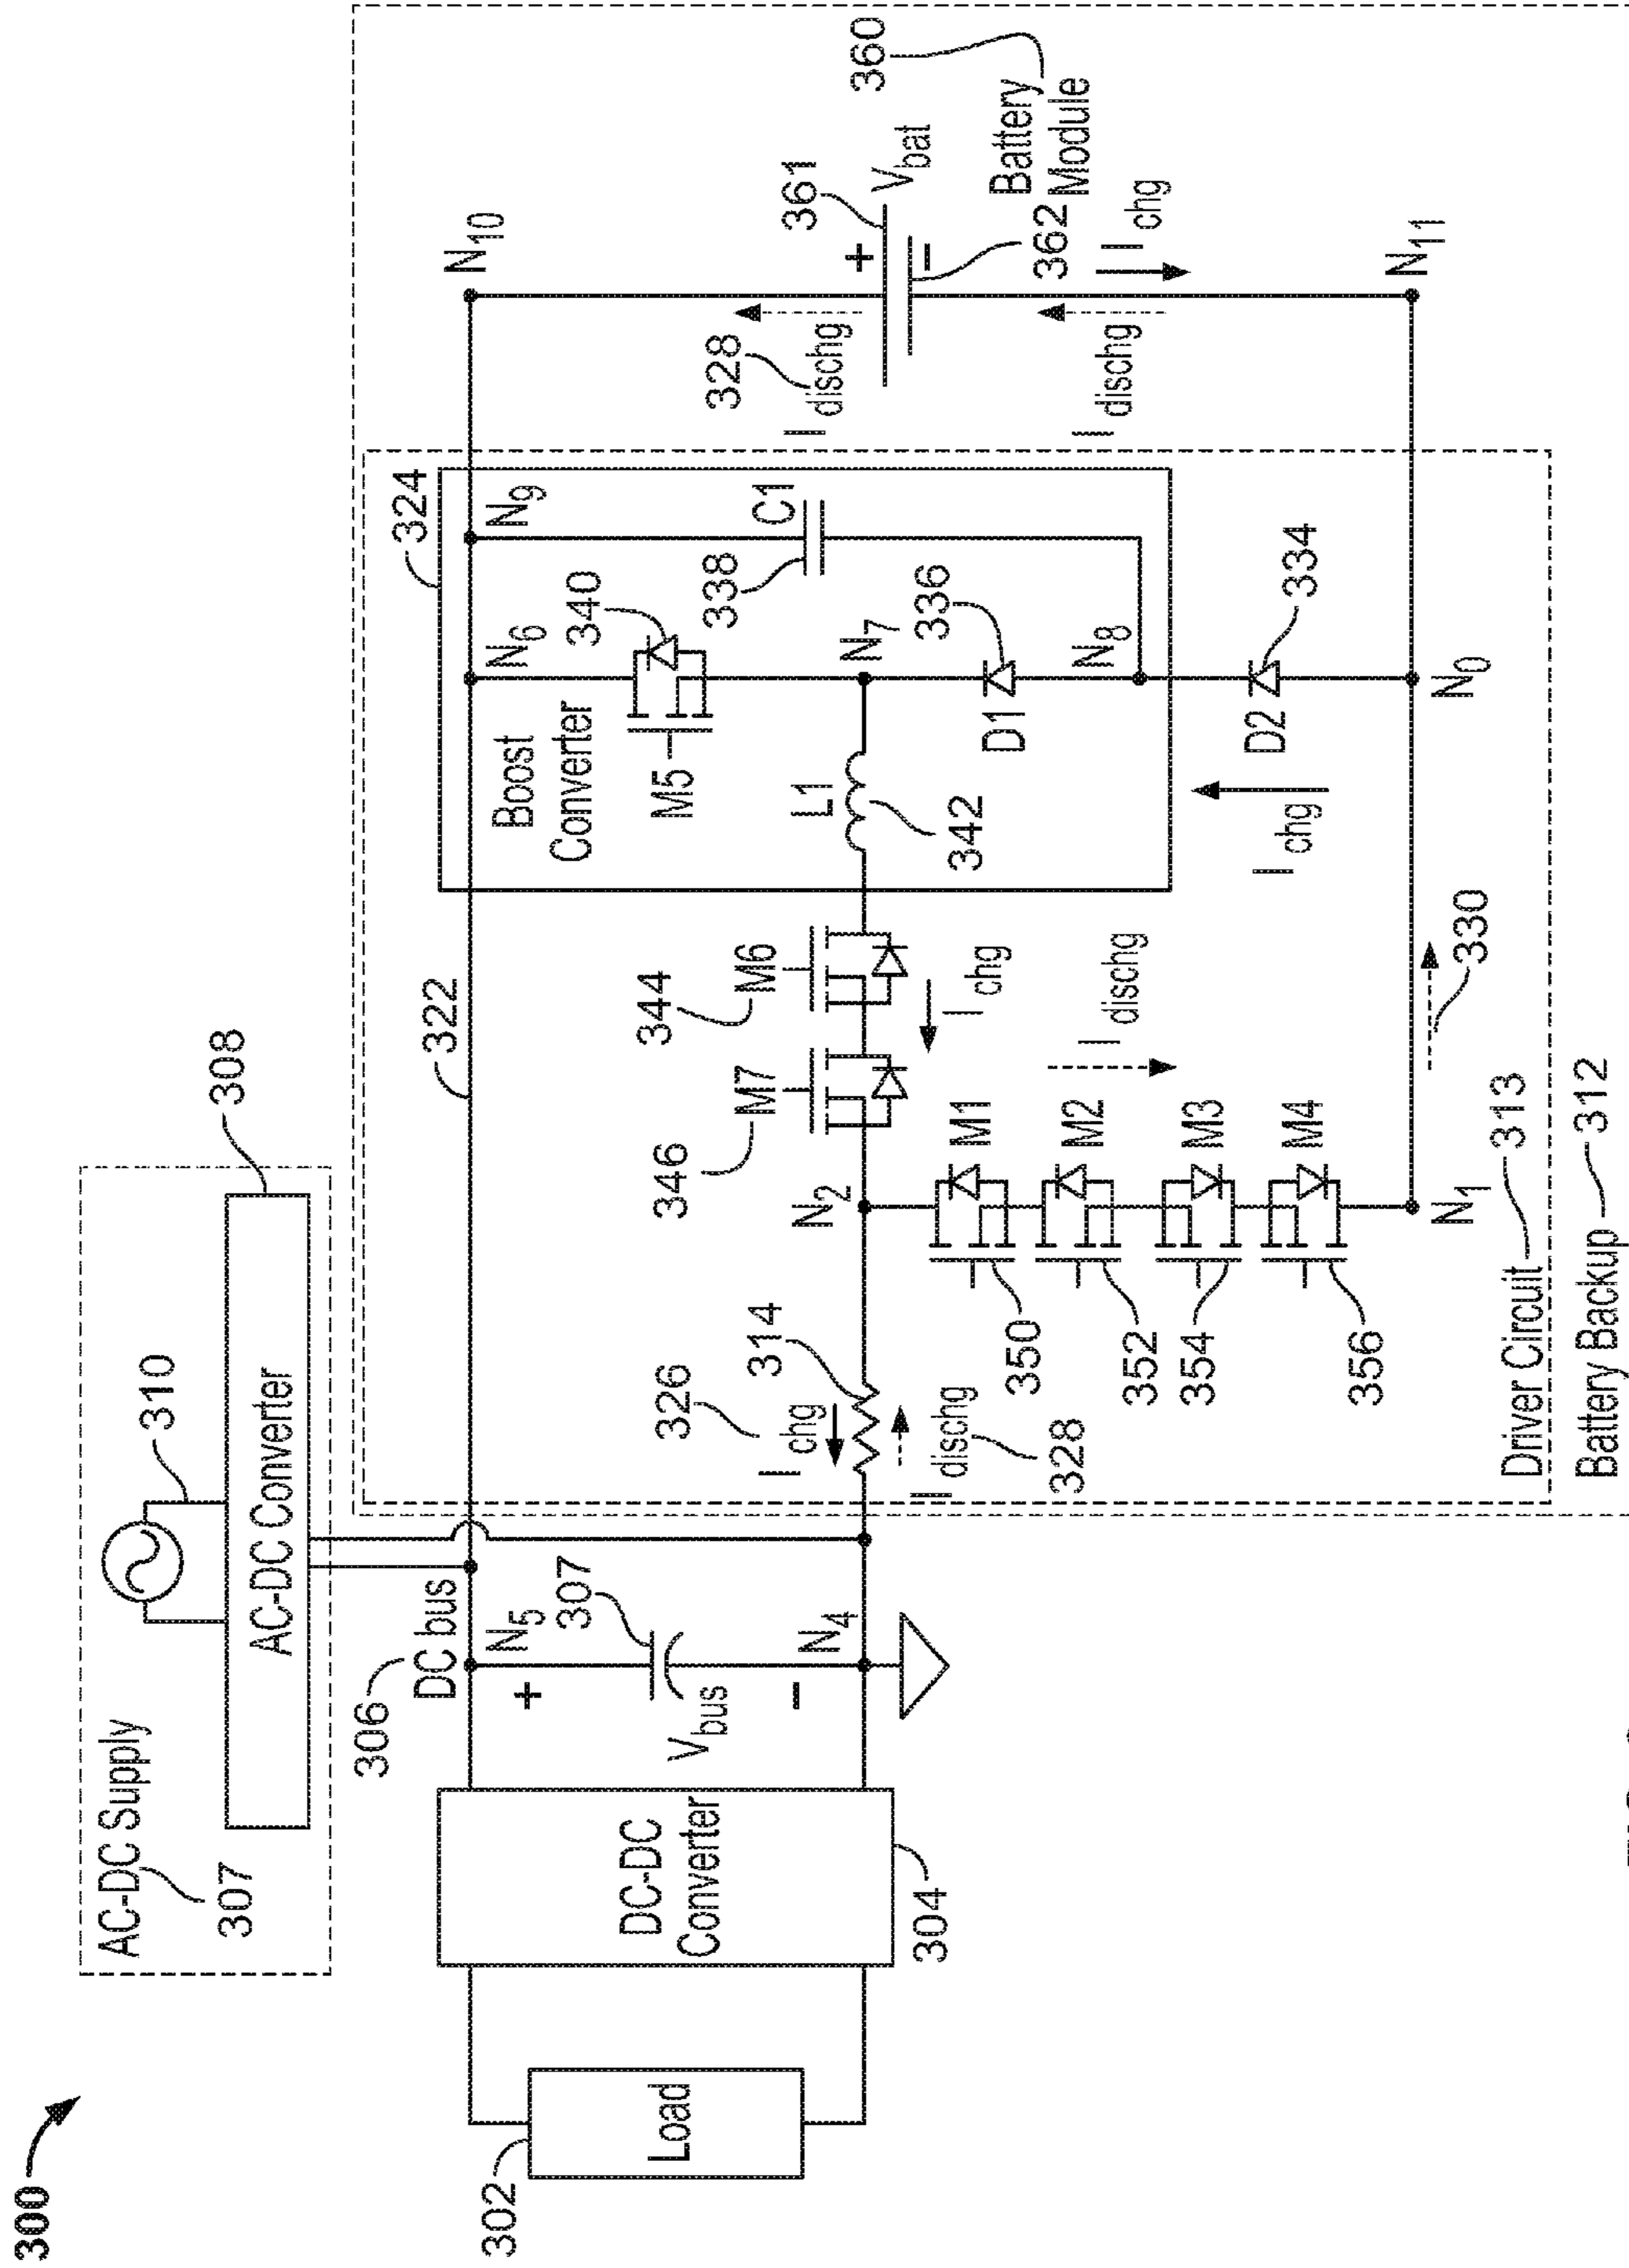 300
AC-DC Supply
307
310
308
AC-DC Converter
306
DC bus
322
324
N5
307
+
Vbus
-
N4
302
Load
DC-DC
Converter
304
Boost
Converter
N6
340
M5
N9
C1
338
N7
L1
342
336
D1
N8
334
D2
Ichg
N0
344
M6
346
M7
Ichg
N2
326
Ichg
314
Idischg
328
350
M1
352
M2
354
M3
356
M4
Idischg
N1
330
Driver Circuit
313
Battery Backup
312
N10
328
Idischg
361
+
Vbat
-
362
360
Battery
Module
Idischg
Ichg
N11